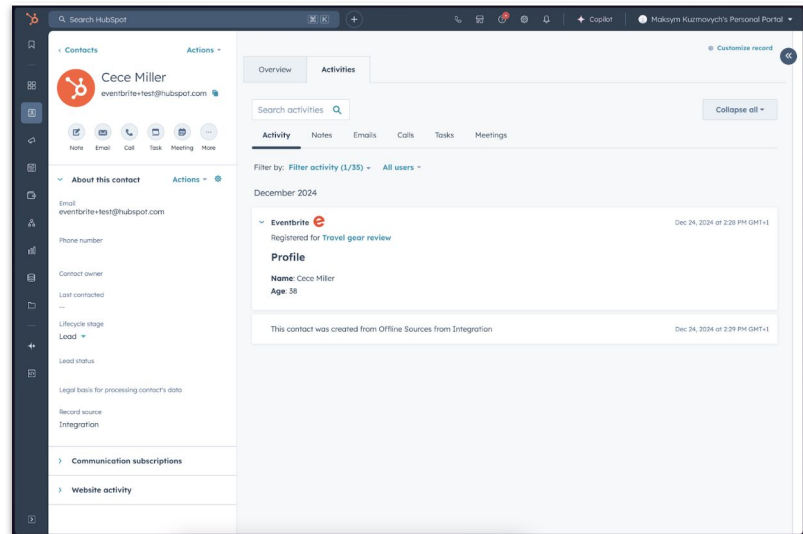 Search HubSpot
⌘ K
Copilot
Maksym Kuzmovych's Personal Portal
Contacts
Actions
Cece Miller
eventbrite+test@hubspot.com
Note Email Call Task Meeting More
About this contact
Actions
Email
eventbrite+test@hubspot.com
Phone number
Contact owner
Last contacted
--
Lifecycle stage
Lead
Lead status
Legal basis for processing contact's data
Record source
Integration
Communication subscriptions
Website activity
Customize record
Overview Activities
Search activities
Collapse all
Activity Notes Emails Calls Tasks Meetings
Filter by: Filter activity (1/35) All users
December 2024
Eventbrite
Dec 24, 2024 at 2:28 PM GMT+1
Registered for Travel gear review
Profile
Name: Cece Miller
Age: 38
This contact was created from Offline Sources from Integration
Dec 24, 2024 at 2:29 PM GMT+1